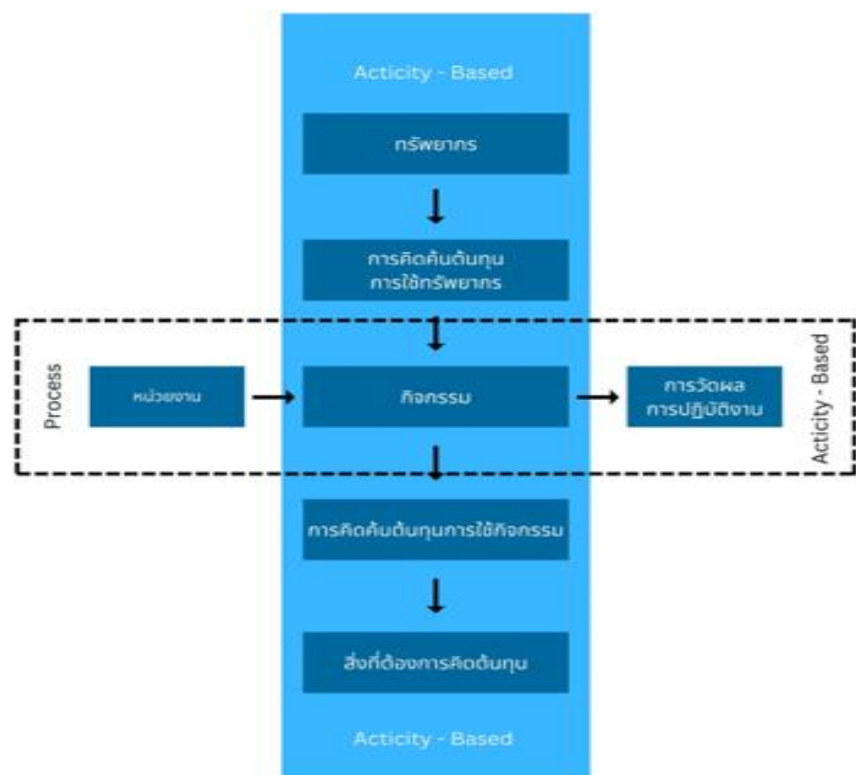 Acticity - Based
ทรัพยากร
การคิดค้นต้นทุน
การใช้ทรัพยากร
Process
หน่วยงาน
กิจกรรม
การวัดผล
การปฏิบัติงาน
Acticity - Based
การคิดค้นต้นทุนการใช้กิจกรรม
สิ่งที่ต้องการคิดต้นทุน
Acticity - Based